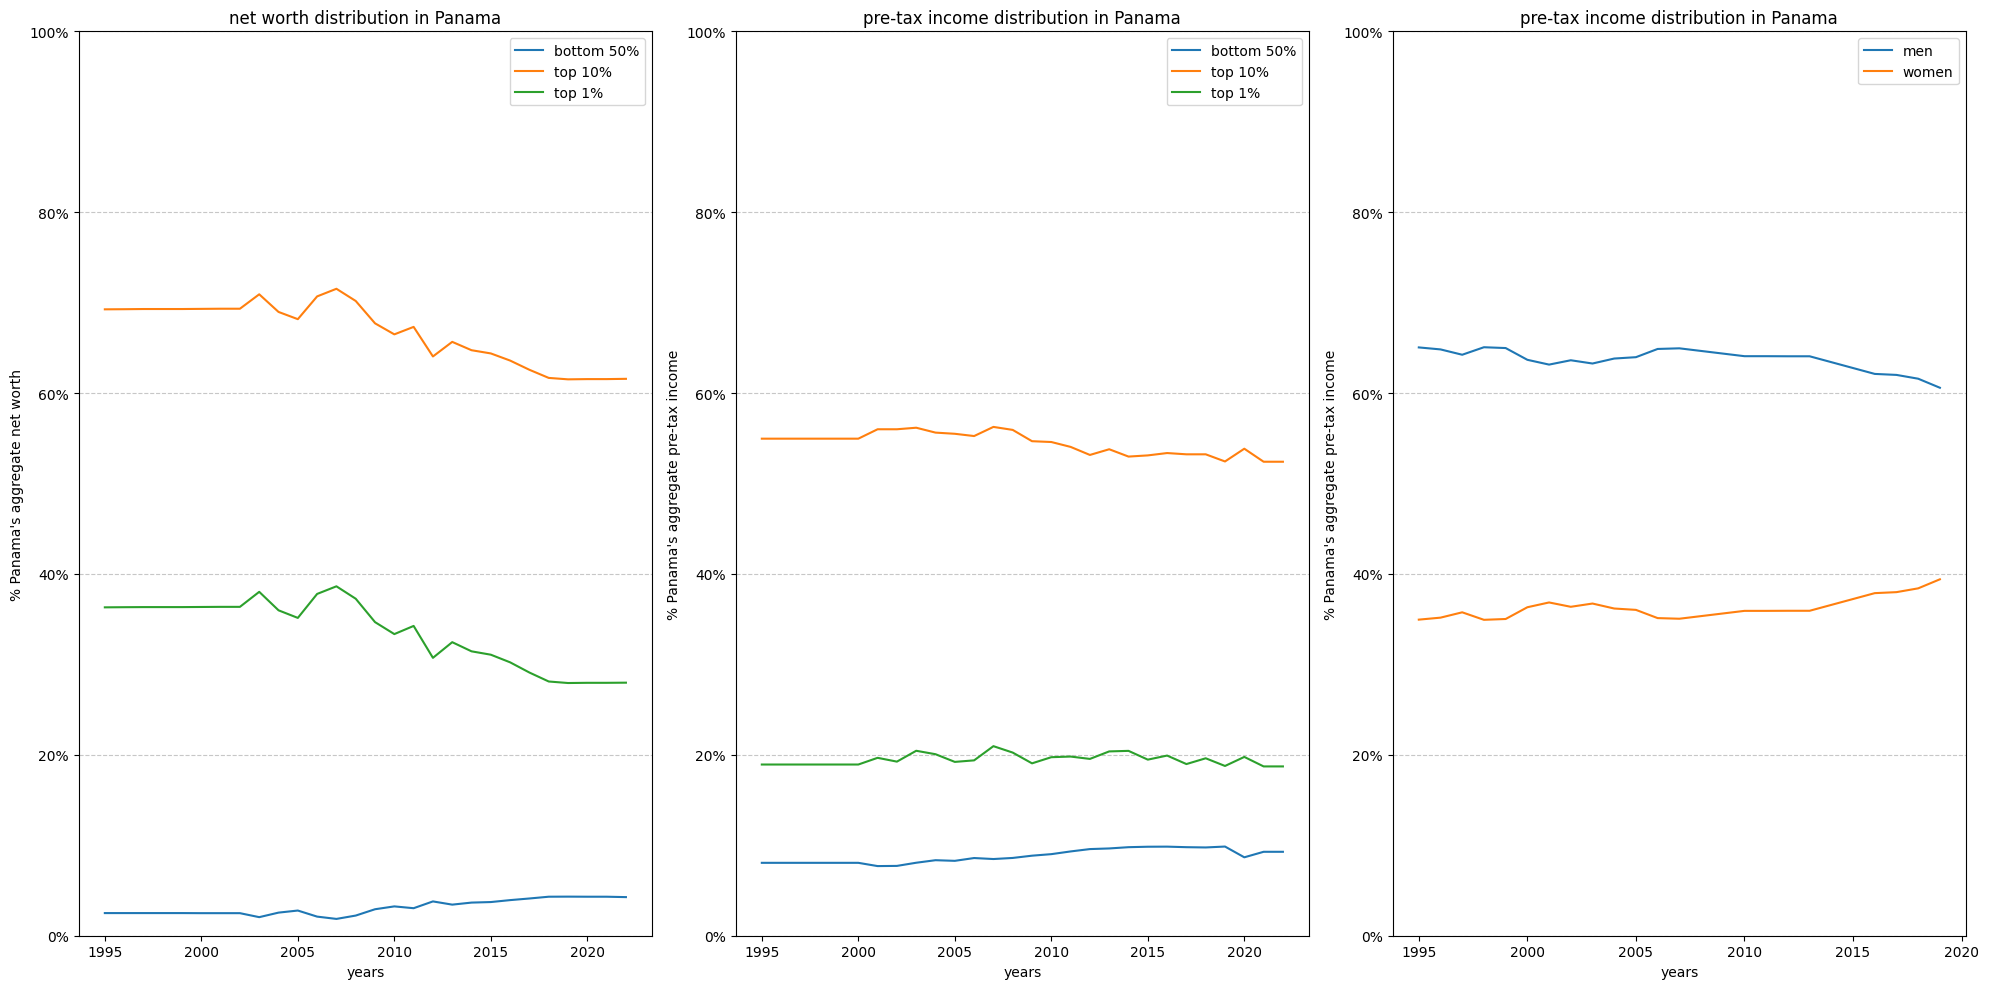 net worth distribution in Panama
% Panama's aggregate net worth
100%
80%
60%
40%
20%
0%
1995 2000 2005 2010 2015 2020
years
bottom 50%
top 10%
top 1%
pre-tax income distribution in Panama
% Panama's aggregate pre-tax income
100%
80%
60%
40%
20%
0%
1995 2000 2005 2010 2015 2020
years
bottom 50%
top 10%
top 1%
pre-tax income distribution in Panama
% Panama's aggregate pre-tax income
100%
80%
60%
40%
20%
0%
1995 2000 2005 2010 2015 2020
years
men
women